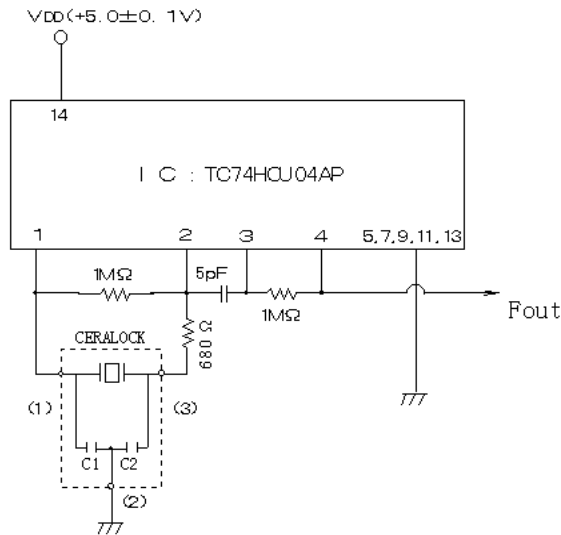 VDD(+5.0±0.1V)
14
IC : TC74HCU04AP
1 2 3 4 5,7,9,11,13
1MΩ 5pF
1MΩ
Fout
680 Ω
CERALOCK
(1) (3)
C1 C2
(2)